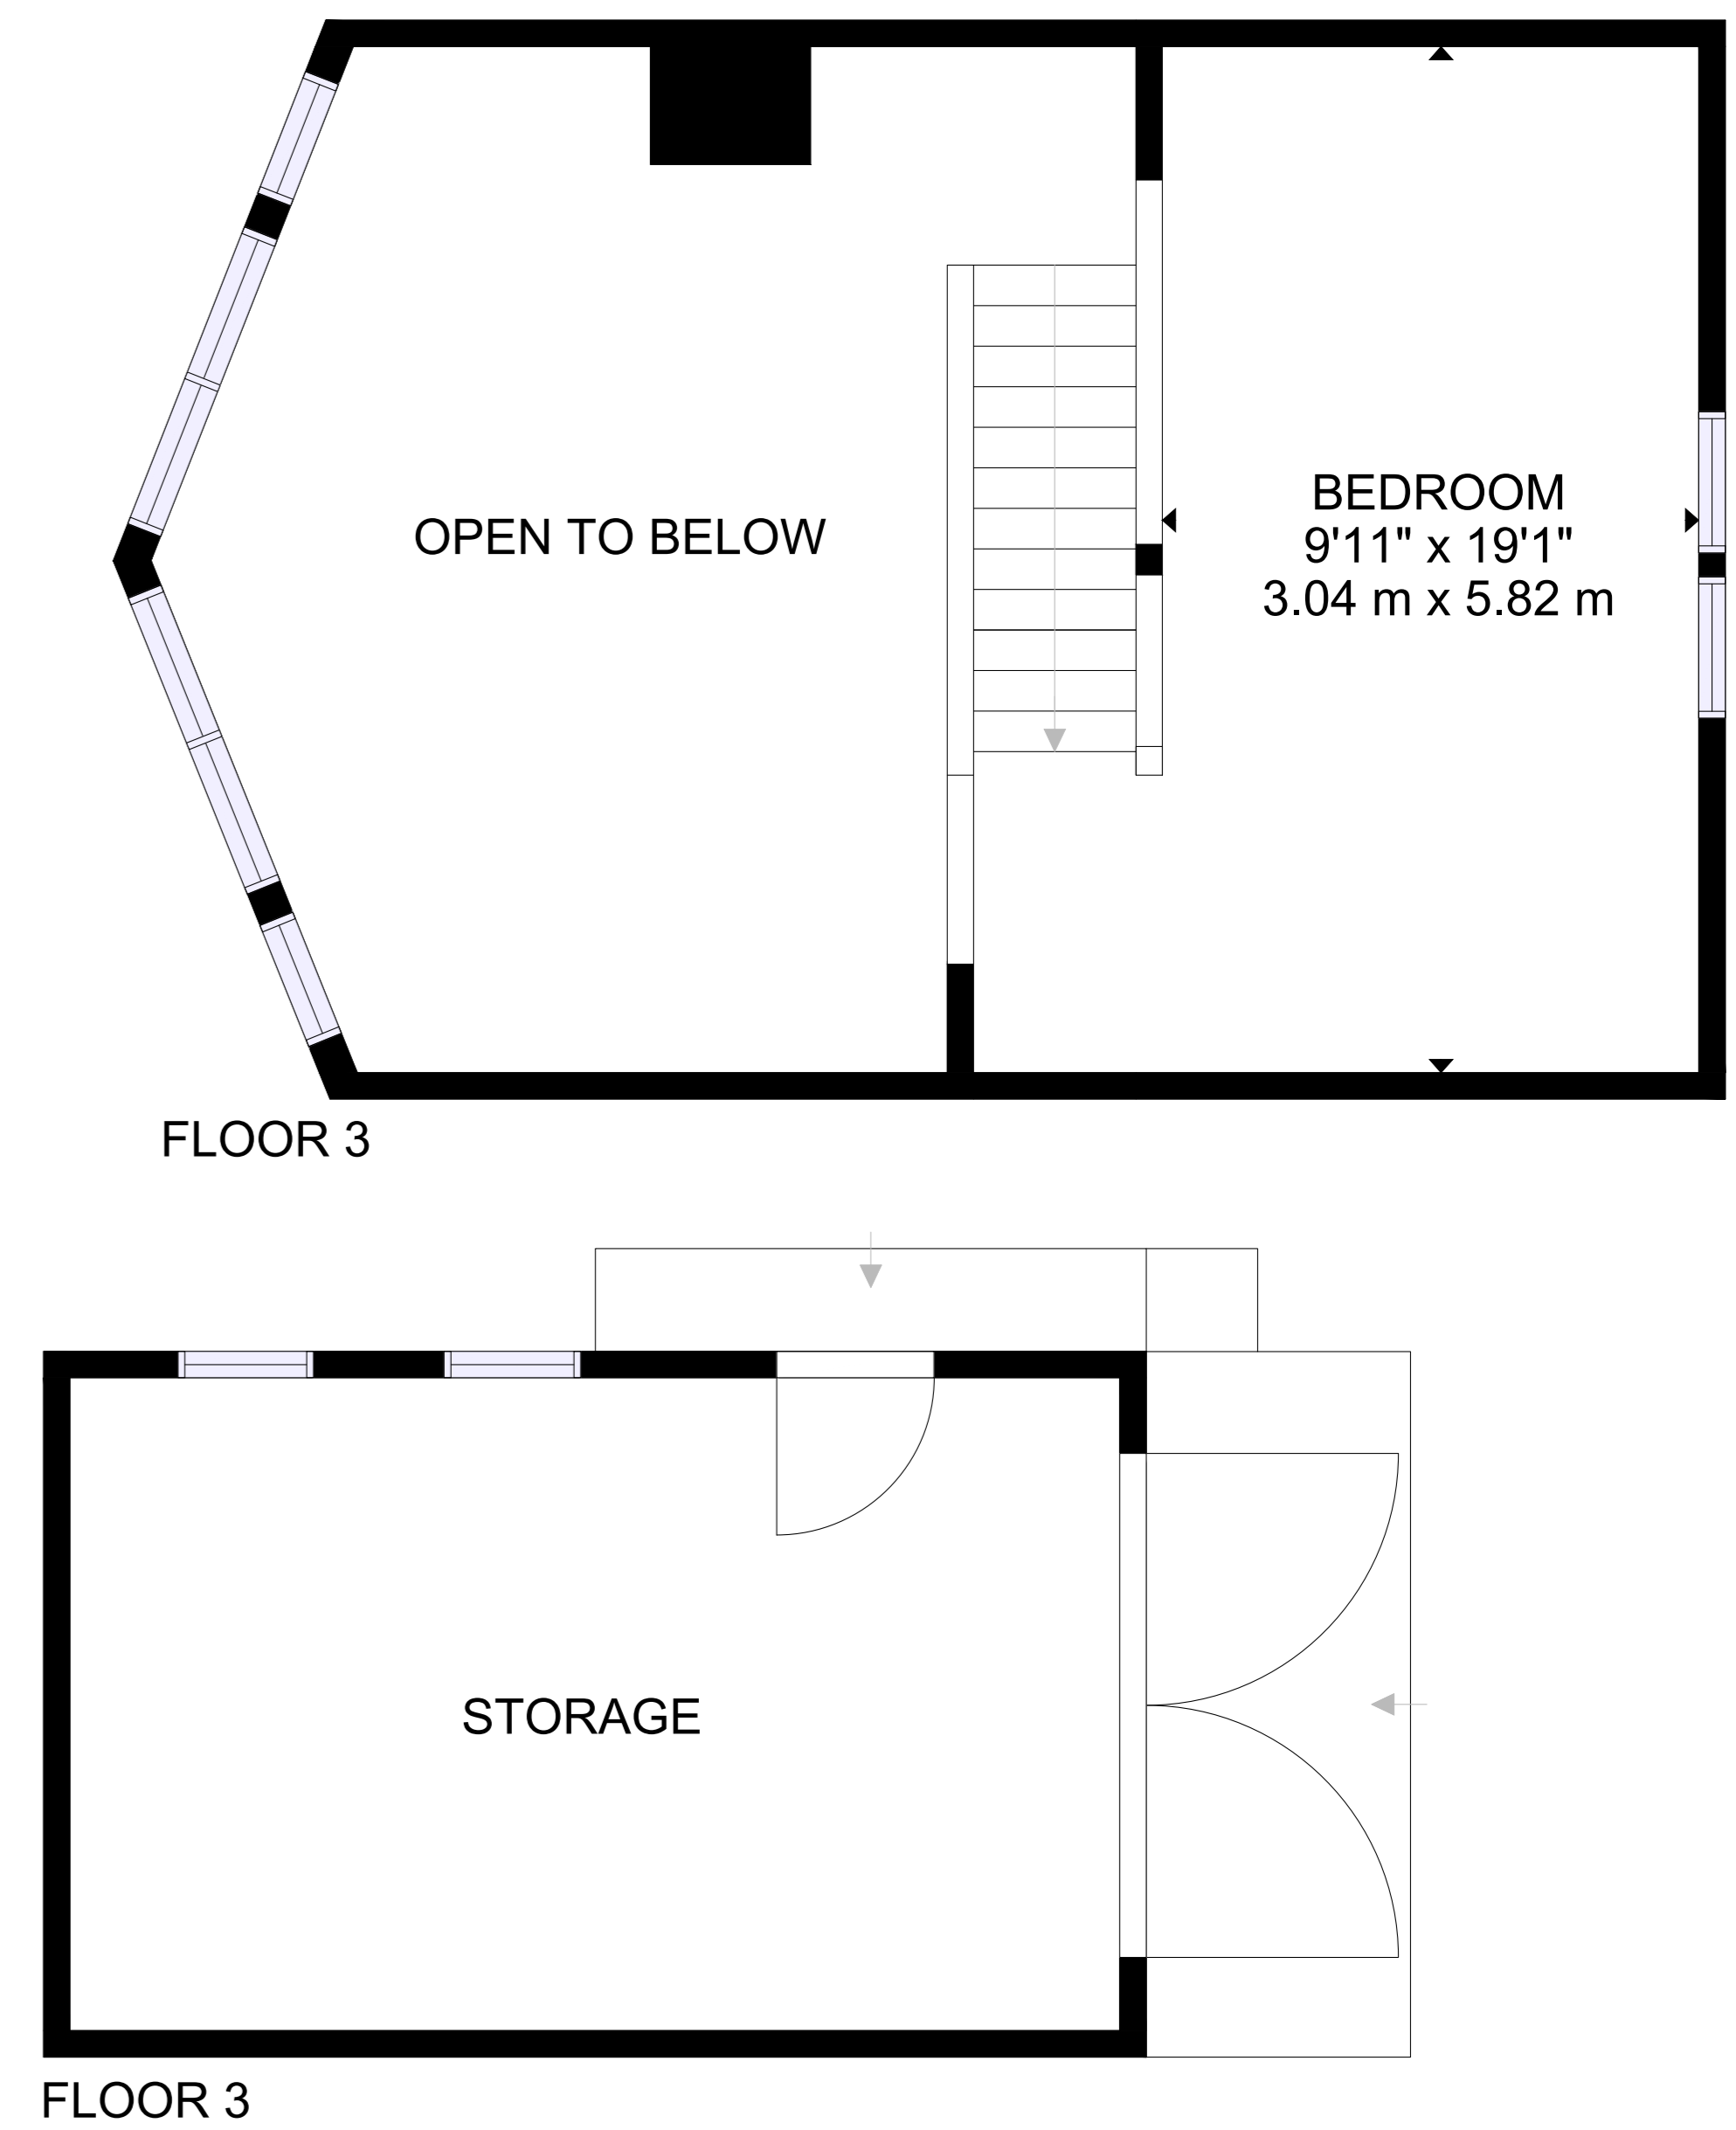 OPEN TO BELOW
BEDROOM
9'11" x 19'1"
3.04 m x 5.82 m
FLOOR 3
STORAGE
FLOOR 3